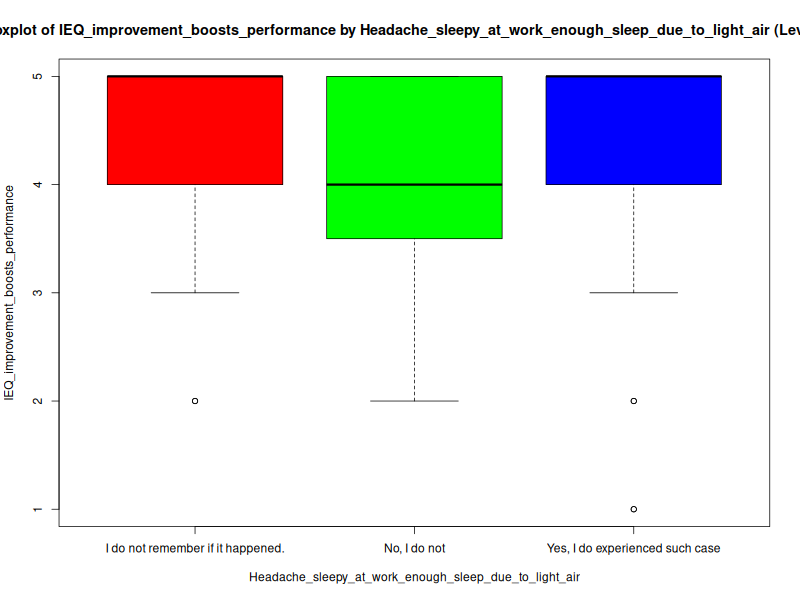 oxplot of IEQ_improvement_boosts_performance by Headache_sleepy_at_work_enough_sleep_due_to_light_air (Lev
IEQ_improvement_boosts_performance
5
4
3
2
1
I do not remember if it happened.
No, I do not
Yes, I do experienced such case
Headache_sleepy_at_work_enough_sleep_due_to_light_air